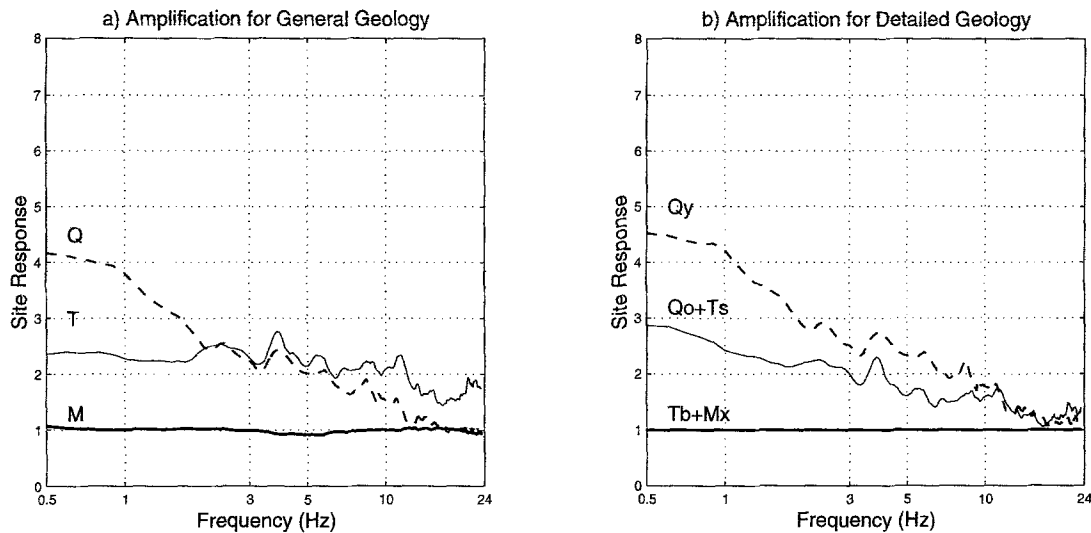 a) Amplification for General Geology
8
7
6
5
4
3
2
1
0
Site Response
Q
T
M
0.5
1
3
5
10
24
Frequency (Hz)
b) Amplification for Detailed Geology
8
7
6
5
4
3
2
1
0
Site Response
Qy
Qo+Ts
Tb+Mx
0.5
1
3
5
10
24
Frequency (Hz)